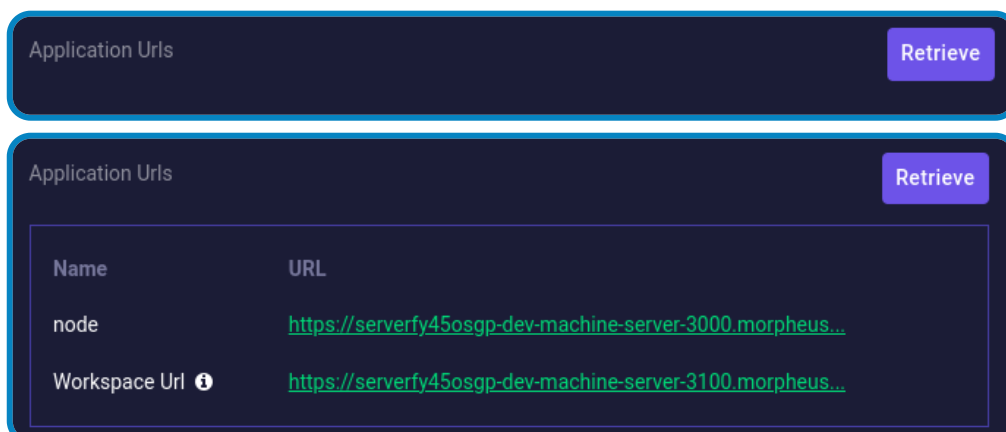 Application Urls Retrieve
Application Urls Retrieve
Name URL
node https://serverfy45osgp-dev-machine-server-3000.morpheus...
Workspace Url https://serverfy45osgp-dev-machine-server-3100.morpheus...